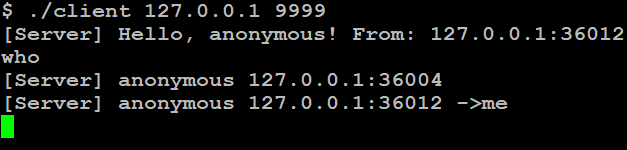 $ ./client 127.0.0.1 9999
[Server] Hello, anonymous! From: 127.0.0.1:36012
who
[Server] anonymous 127.0.0.1:36004
[Server] anonymous 127.0.0.1:36012 ->me